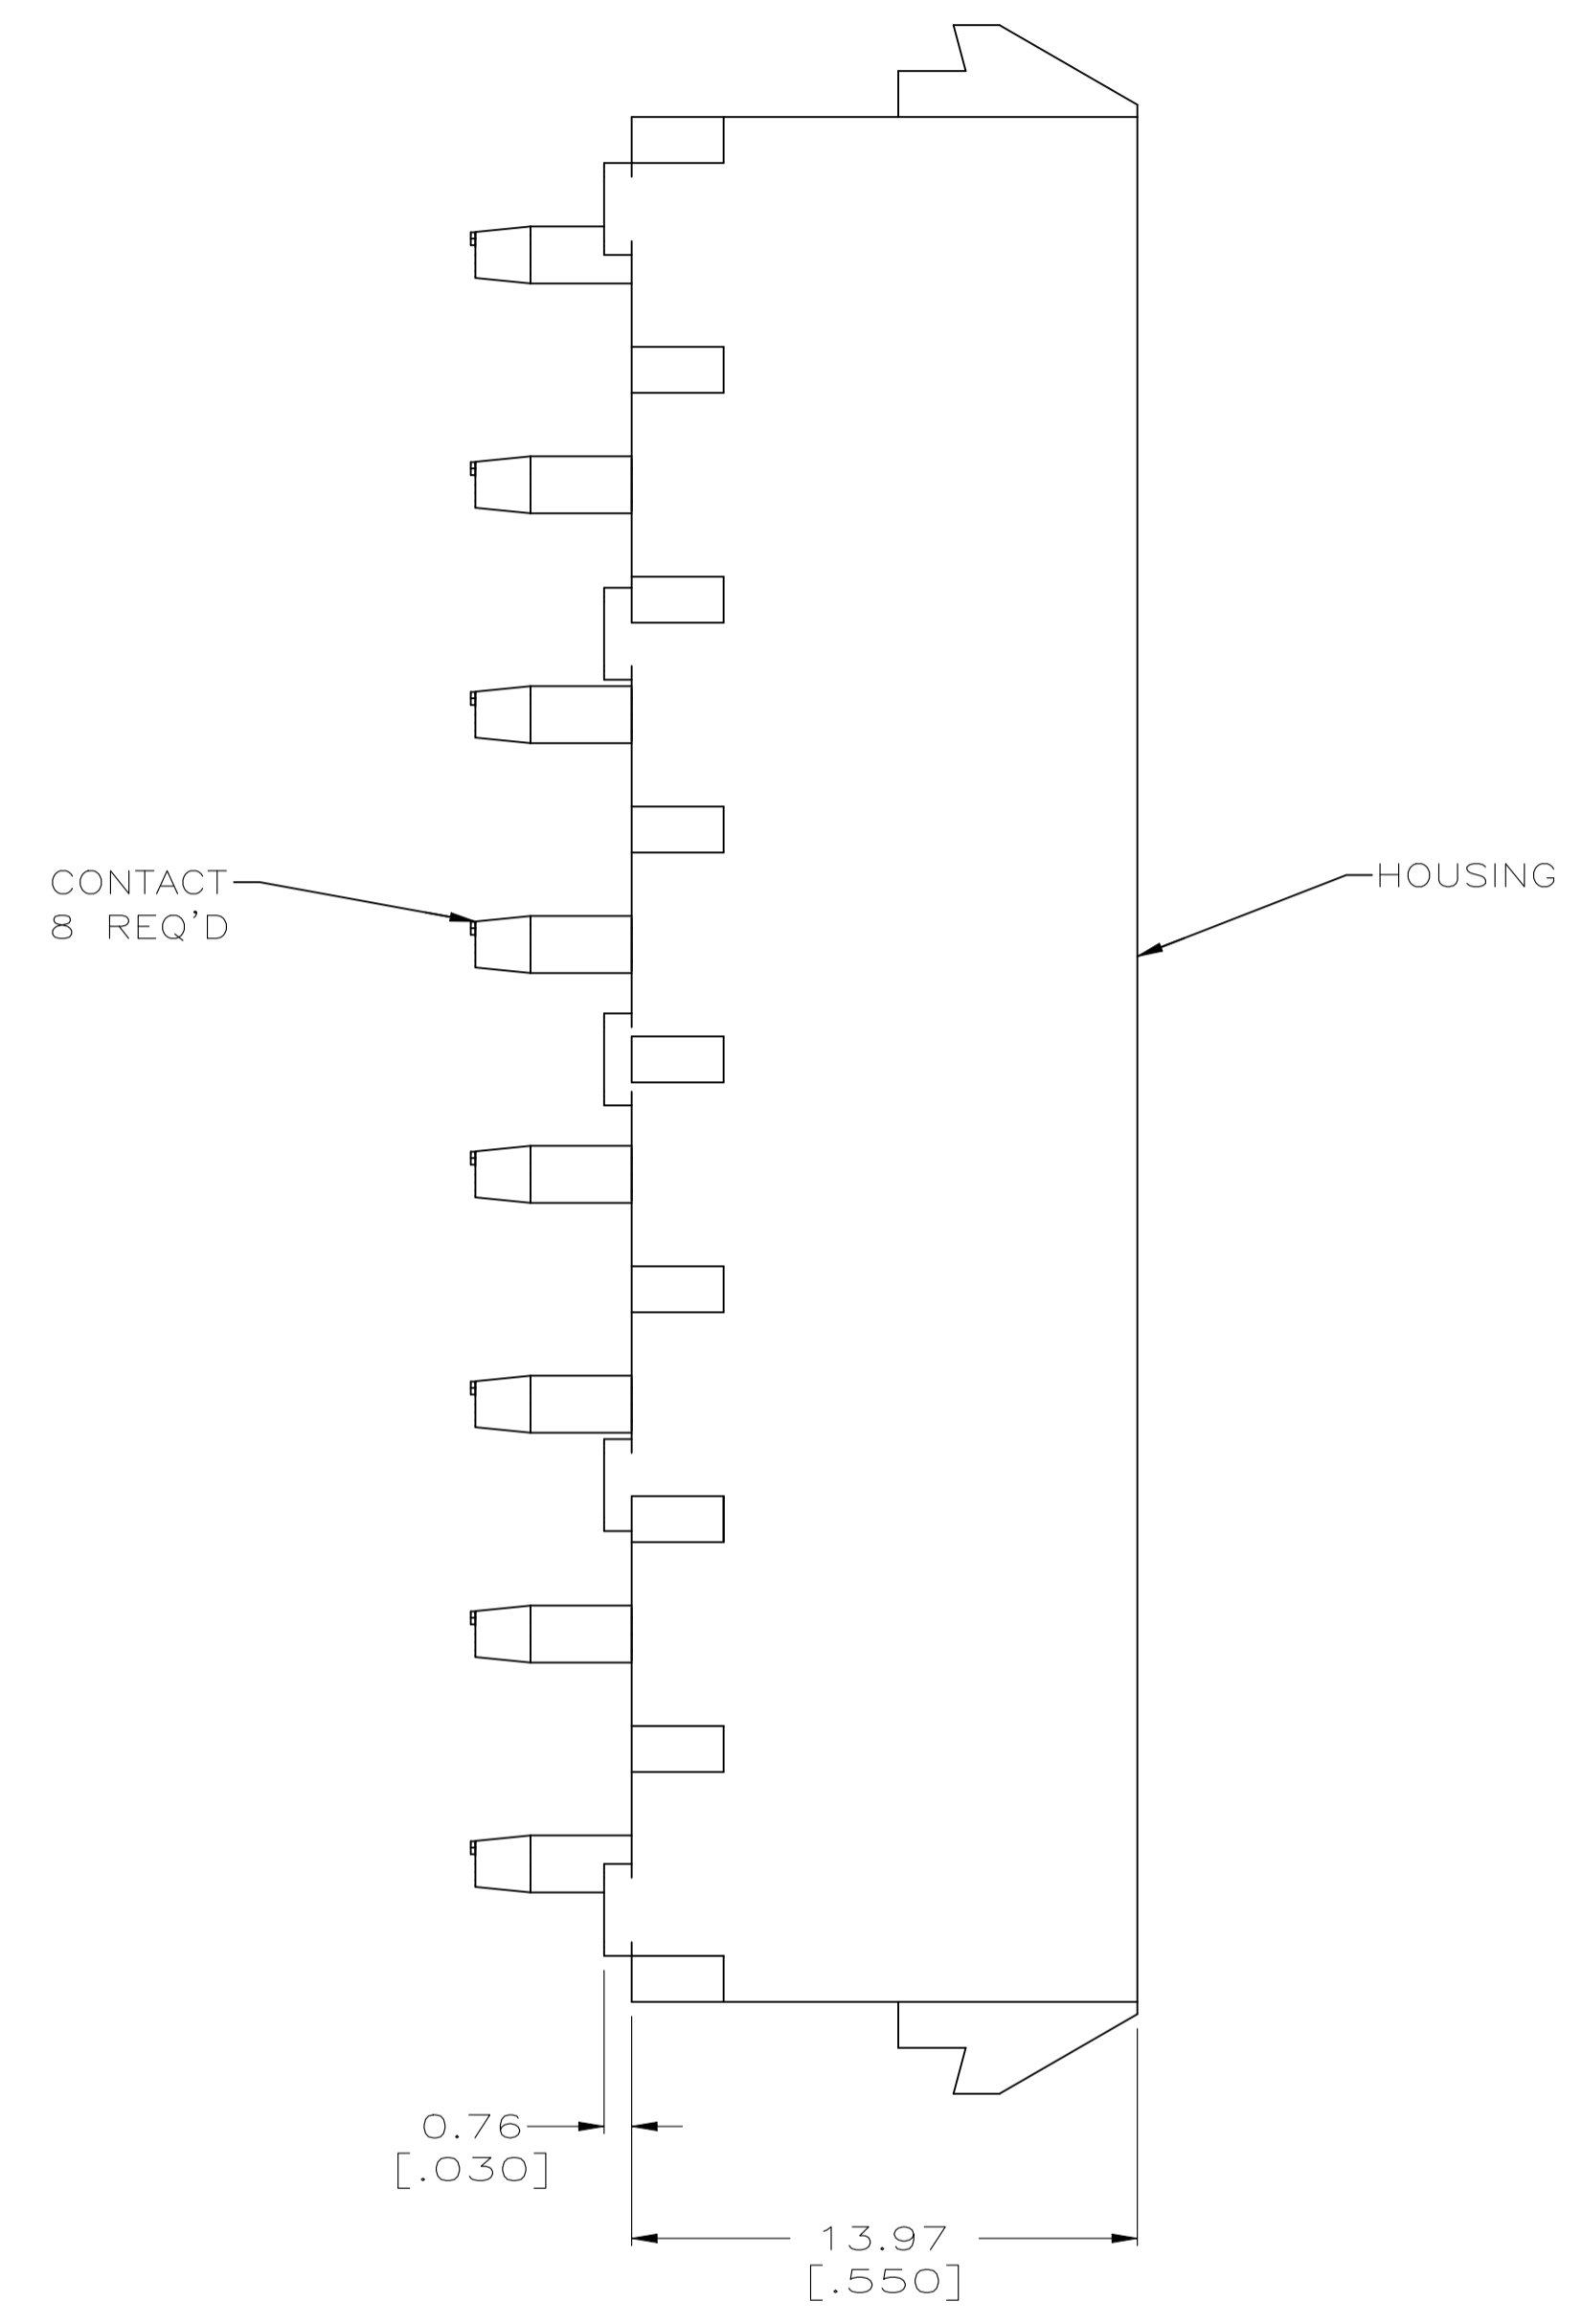 CONTACT
8 REQ'D
HOUSING
0.76
[.030]
13.97
[.550]